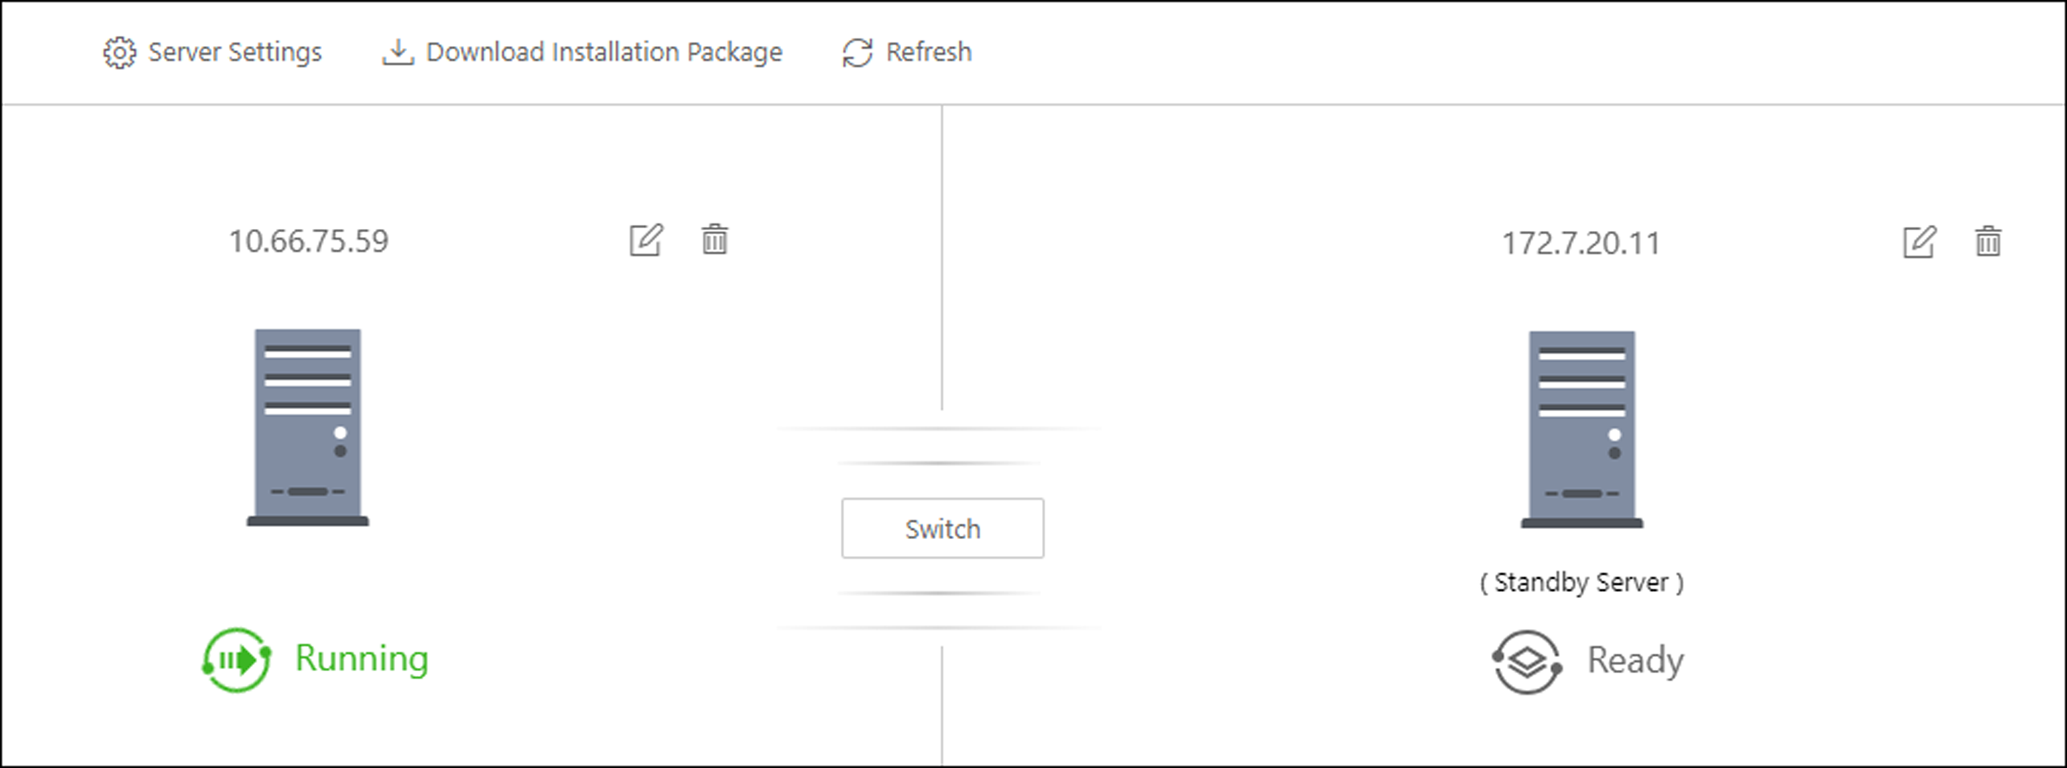 Server Settings
Download Installation Package
Refresh
10.66.75.59
172.7.20.11
Switch
( Standby Server )
Running
Ready